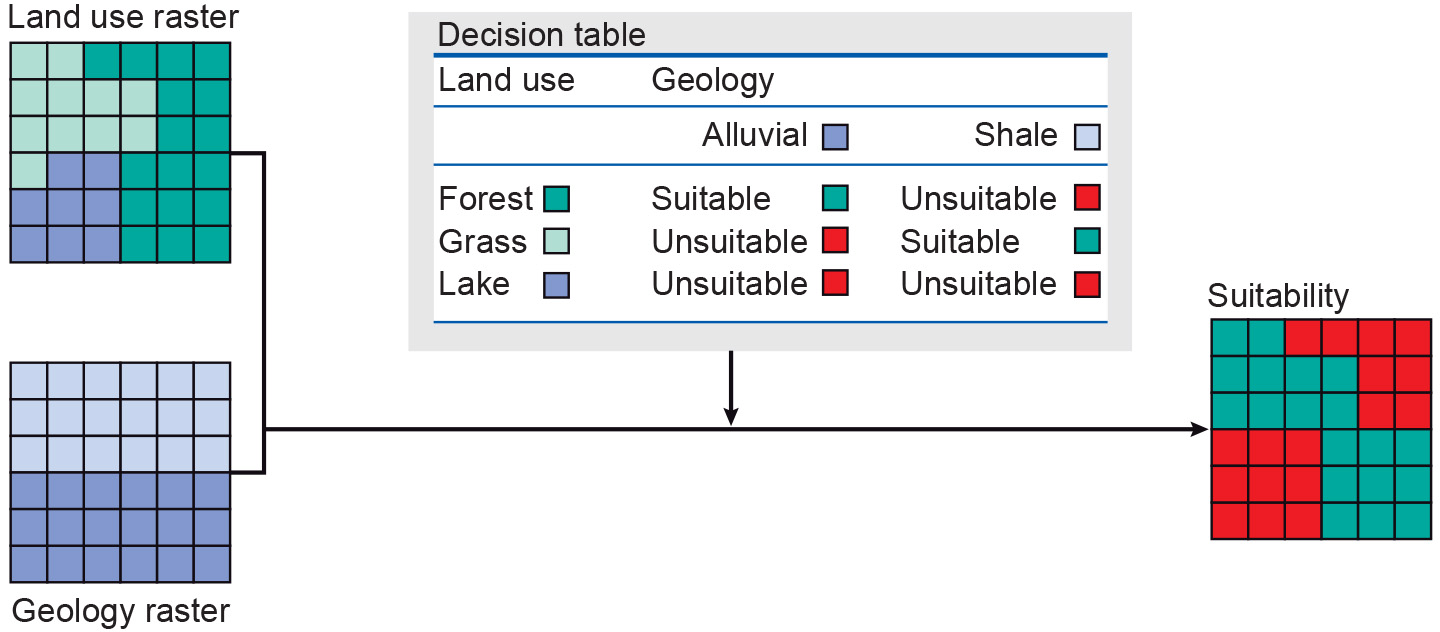 Land use raster
Decision table
Land use Geology
Alluvial Shale
Forest Suitable Unsuitable
Grass Unsuitable Suitable
Lake Unsuitable Unsuitable
Suitability
Geology raster